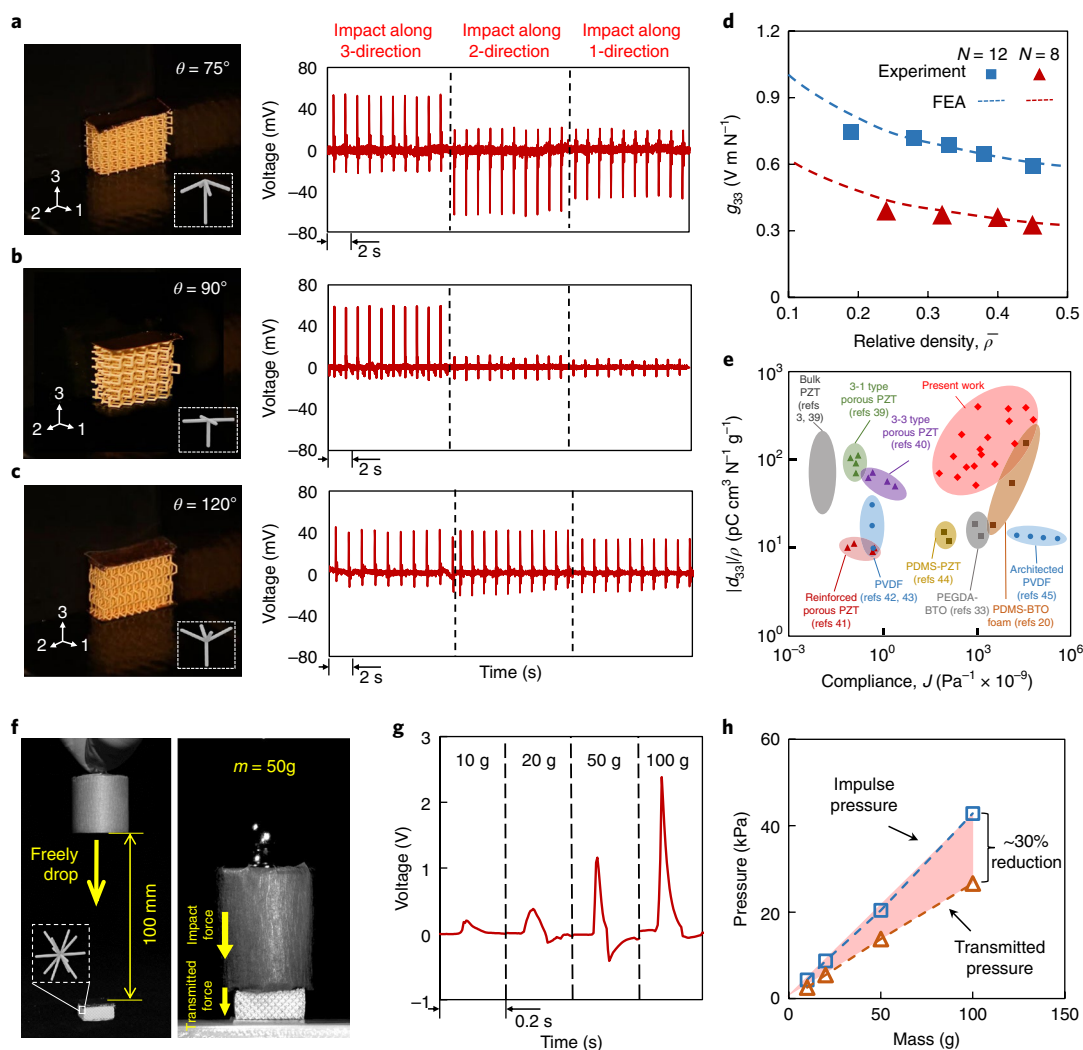 a
θ = 75°
3
2
1
Impact along
3-direction
Impact along
2-direction
Impact along
1-direction
Voltage (mV)
80
40
0
−40
−80
2 s
b
θ = 90°
3
2
1
Voltage (mV)
80
40
0
−40
−80
2 s
c
θ = 120°
3
2
1
Voltage (mV)
80
40
0
−40
−80
2 s
Time (s)
d
g33 (V m N−1)
1.2
0.9
0.6
0.3
0
N = 12 N = 8
Experiment
FEA
0.1 0.2 0.3 0.4 0.5
Relative density, ρ̅
e
|d33|/ρ (pC cm3 N−1 g−1)
103
102
101
100
Bulk
PZT
(refs
3, 39)
3-1 type
porous PZT
(refs 39)
3-3 type
porous PZT
(refs 40)
Present work
Reinforced
porous PZT
(refs 41)
PVDF
(refs 42, 43)
PDMS-PZT
(refs 44)
PEGDA-
BTO (refs 33)
PDMS-BTO
foam (refs 20)
Architected
PVDF
(refs 45)
10−3 100 103 106
Compliance, J (Pa−1 × 10−9)
f
Freely
drop
100 mm
m = 50g
Impact
force
Transmitted
force
g
Voltage (V)
3
2
1
0
−1
10 g 20 g 50 g 100 g
0.2 s
Time (s)
h
Pressure (kPa)
60
40
20
0
Impulse
pressure
~30%
reduction
Transmitted
pressure
0 50 100 150
Mass (g)